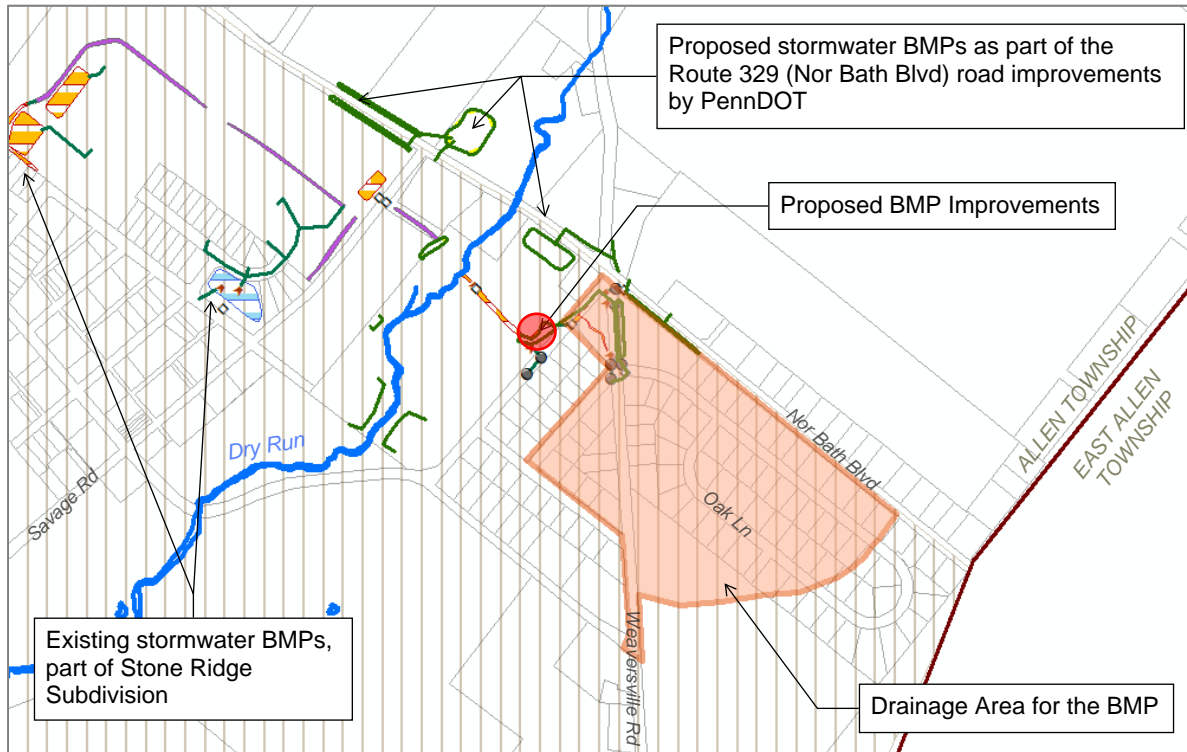 Proposed stormwater BMPs as part of the
Route 329 (Nor Bath Blvd) road improvements
by PennDOT
Proposed BMP Improvements
ALLEN TOWNSHIP
EAST ALLEN
TOWNSHIP
Nor Bath Blvd
Dry Run
Oak Ln
Savage Rd
Weaversville Rd
Existing stormwater BMPs,
part of Stone Ridge
Subdivision
Drainage Area for the BMP